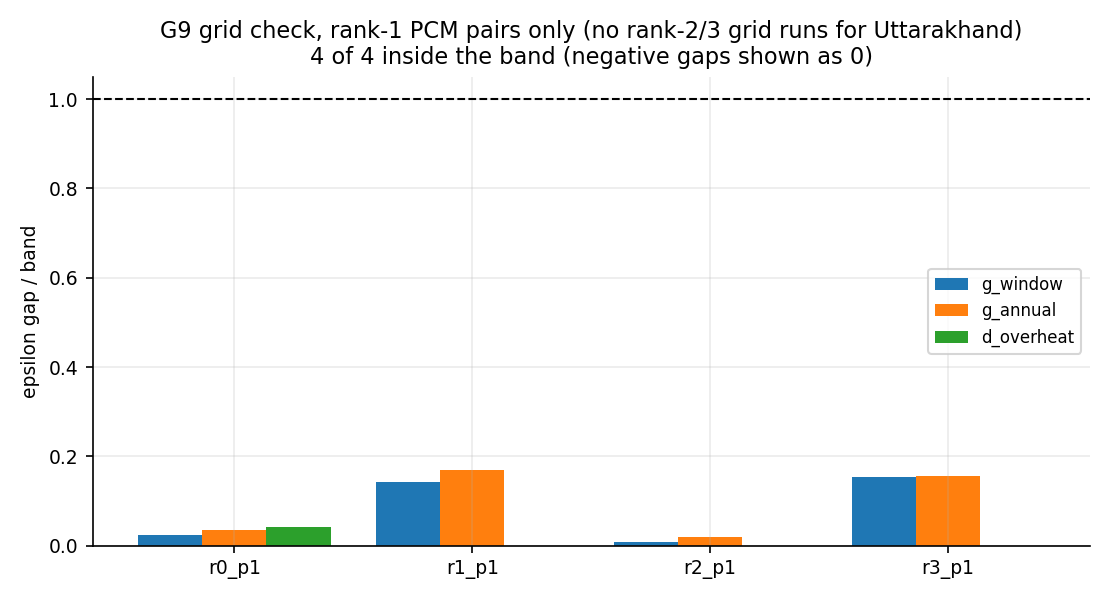 G9 grid check, rank-1 PCM pairs only (no rank-2/3 grid runs for Uttarakhand)
4 of 4 inside the band (negative gaps shown as 0)
epsilon gap / band
1.0
0.8
0.6
0.4
0.2
0.0
g_window
g_annual
d_overheat
r0_p1
r1_p1
r2_p1
r3_p1